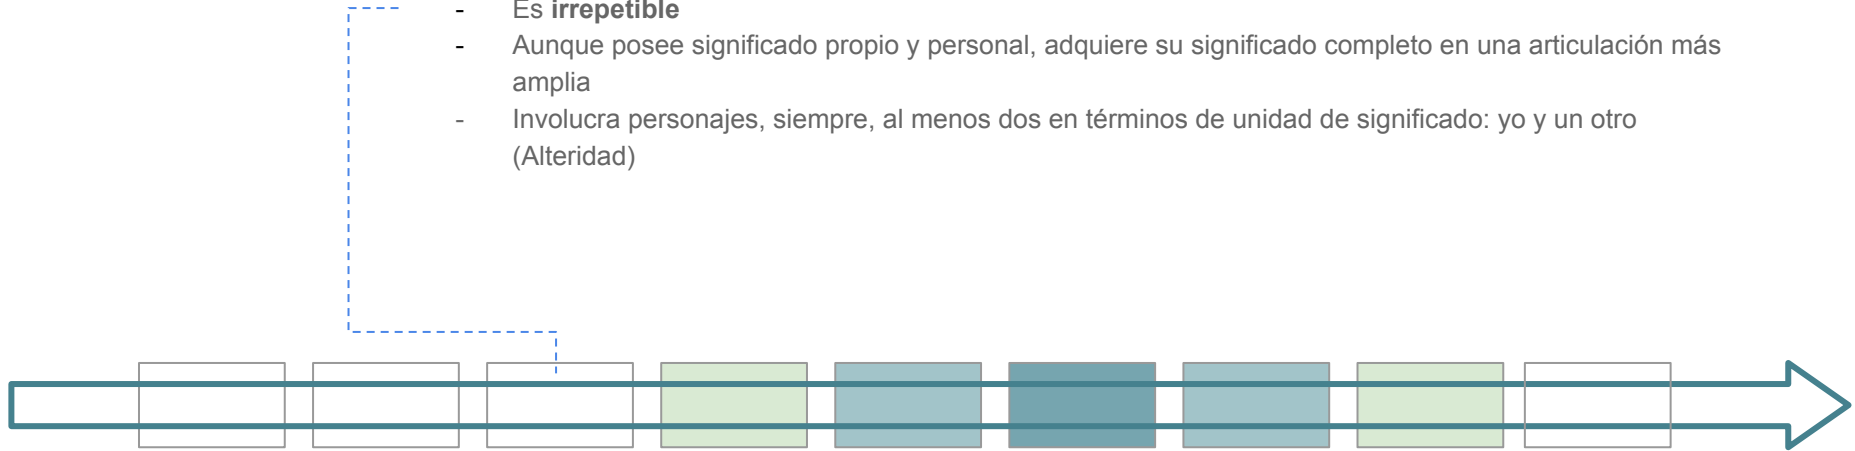 - Es irrepetible
- Aunque posee significado propio y personal, adquiere su significado completo en una articulación más
amplia
- Involucra personajes, siempre, al menos dos en términos de unidad de significado: yo y un otro
(Alteridad)